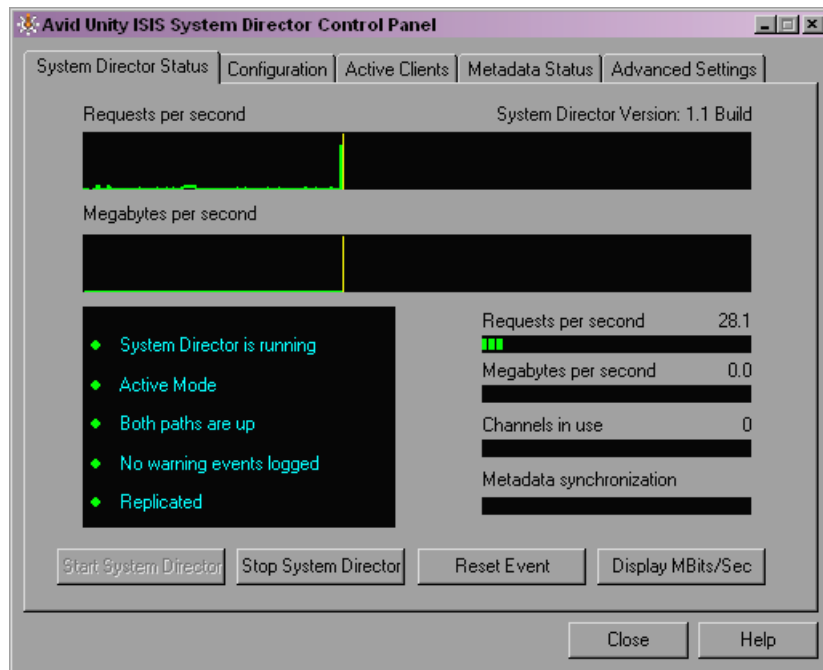 Avid Unity ISIS System Director Control Panel
System Director Status
Configuration
Active Clients
Metadata Status
Advanced Settings
Requests per second
System Director Version: 1.1 Build
Megabytes per second
System Director is running
Active Mode
Both paths are up
No warning events logged
Replicated
Requests per second 28.1
Megabytes per second 0.0
Channels in use 0
Metadata synchronization
Start System Director
Stop System Director
Reset Event
Display MBits/Sec
Close
Help